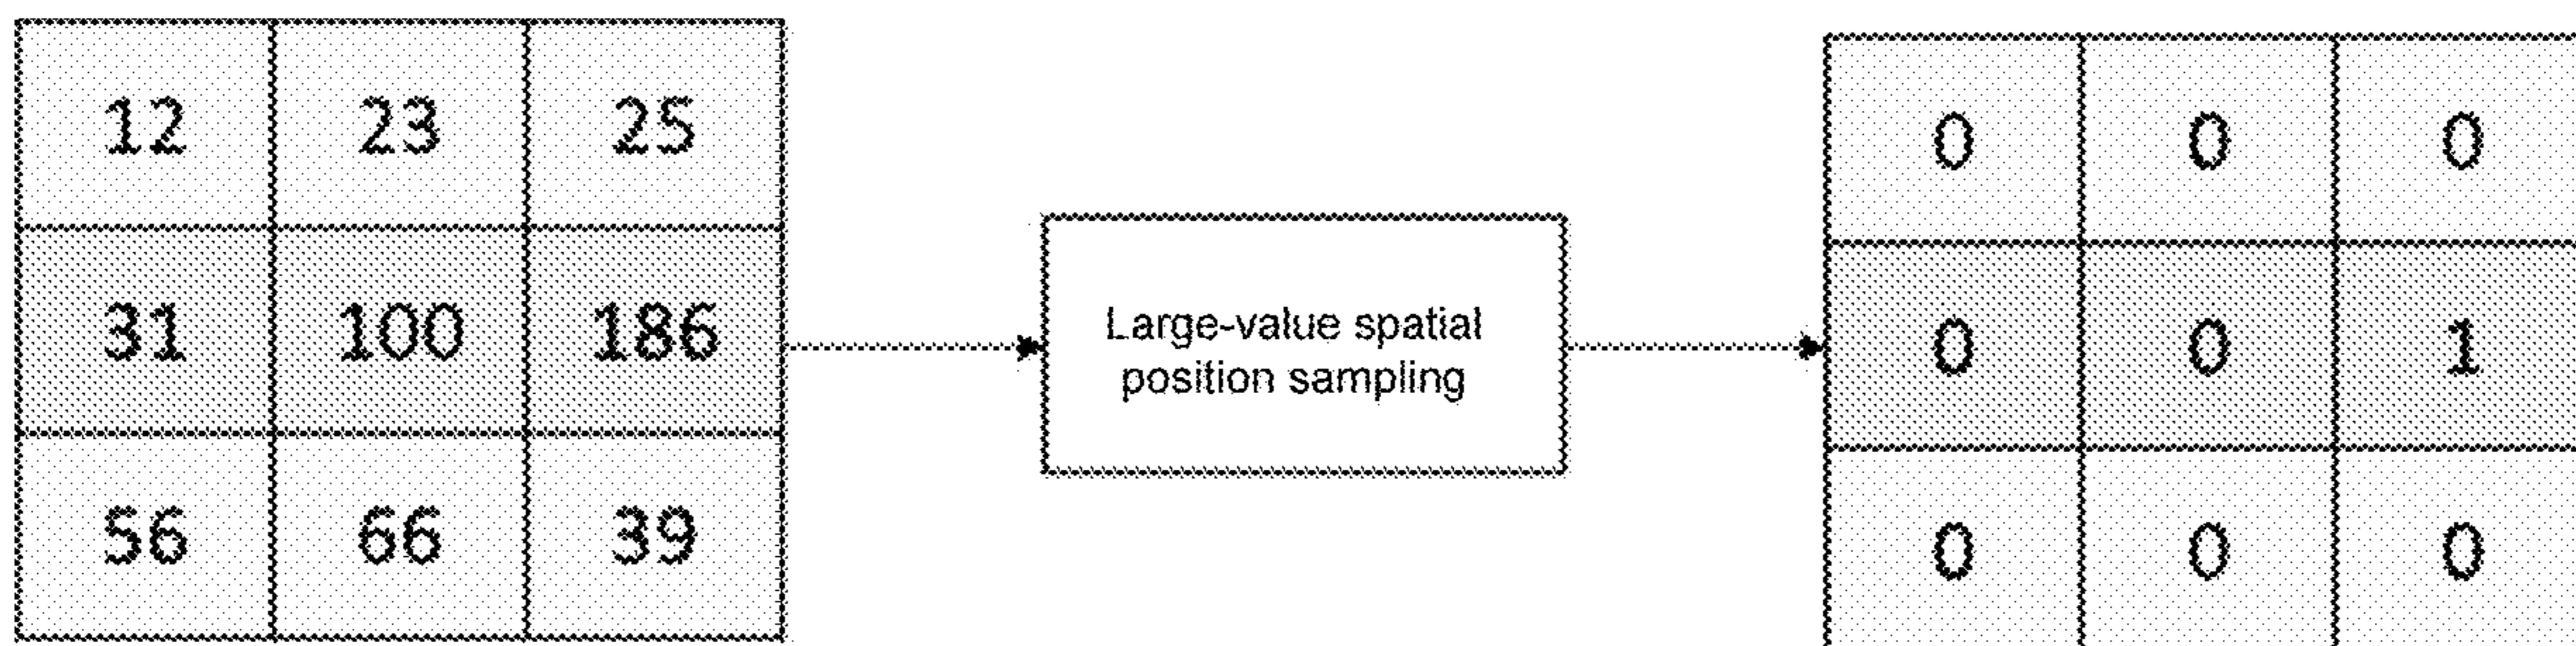 12 23 25
31 100 186
56 66 39
Large-value spatial
position sampling
0 0 0
0 0 1
0 0 0